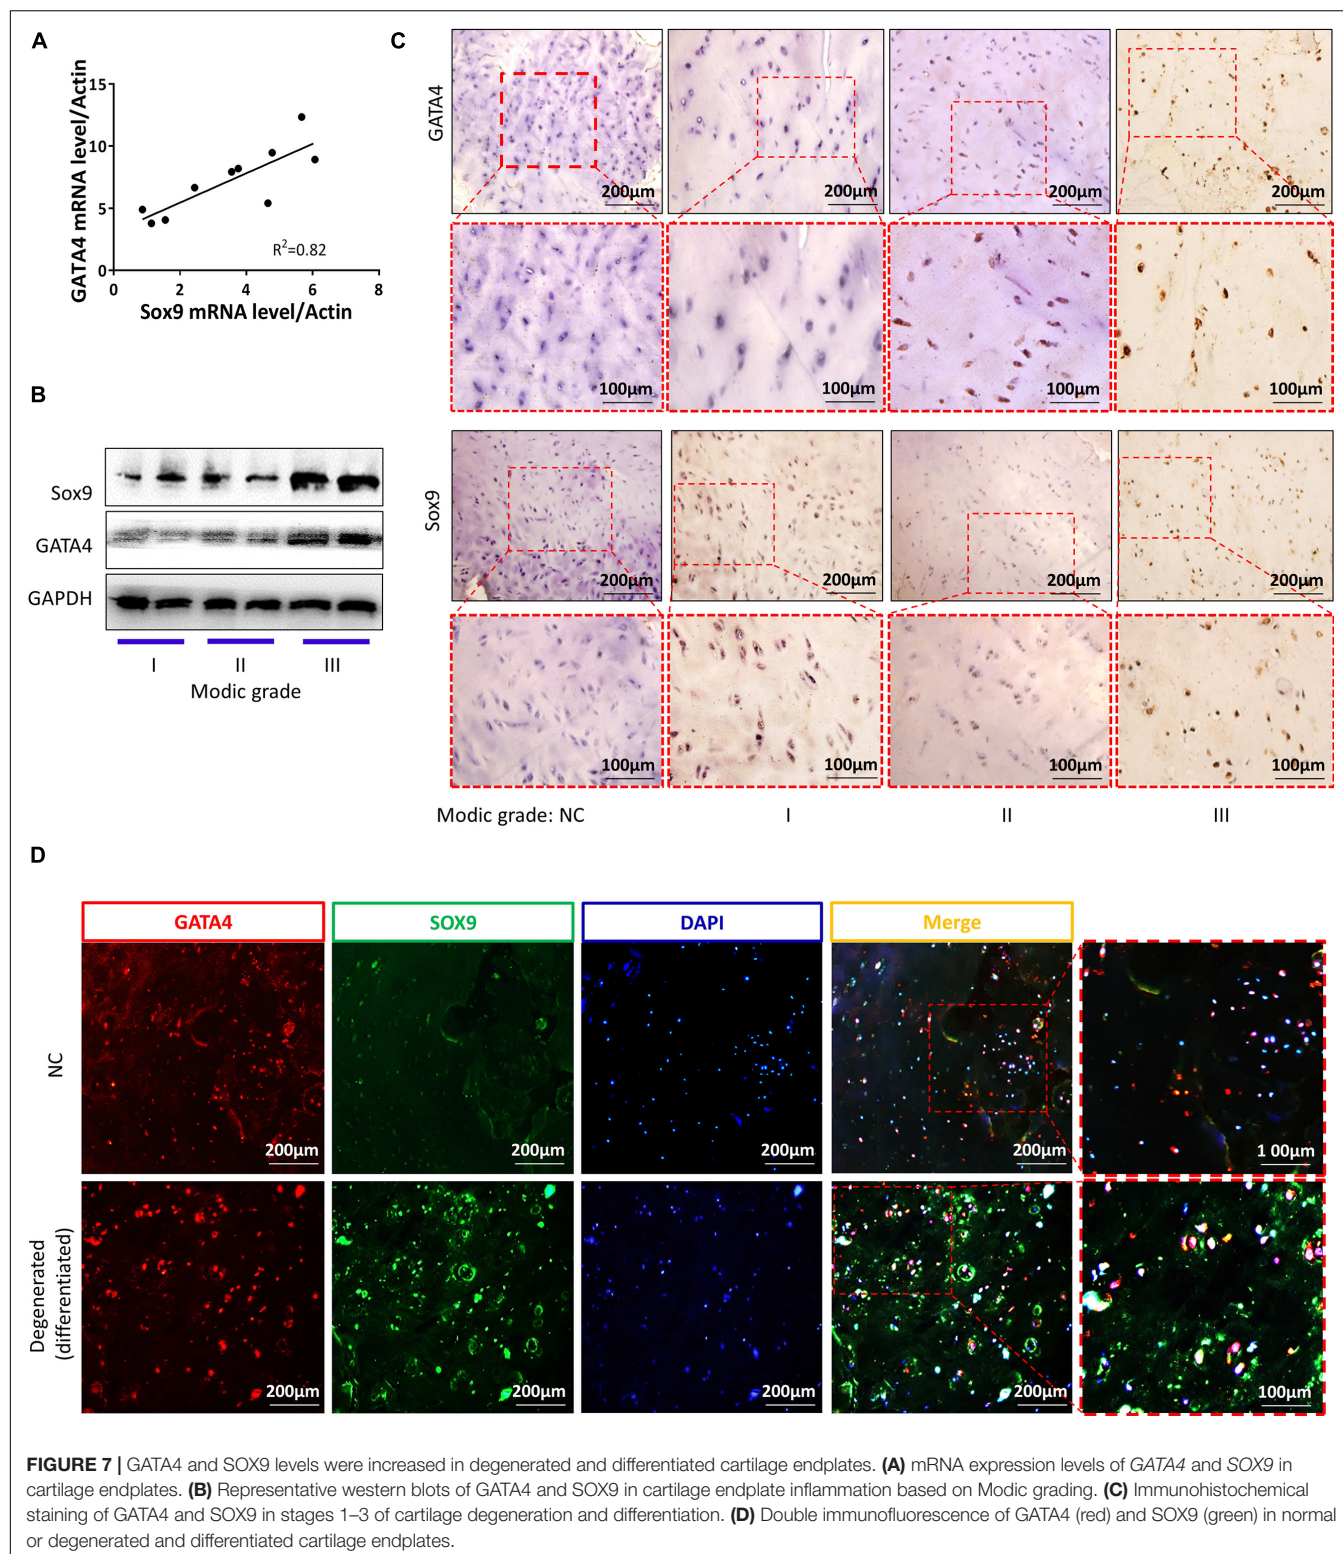 A
GATA4 mRNA level/Actin
15
10
5
0
R²=0.82
0 2 4 6 8
Sox9 mRNA level/Actin
B
Sox9
GATA4
GAPDH
I II III
Modic grade
C
GATA4
200μm 200μm 200μm 200μm
100μm 100μm 100μm 100μm
Sox9
200μm 200μm 200μm 200μm
100μm 100μm 100μm 100μm
Modic grade: NC I II III
D
GATA4 SOX9 DAPI Merge
NC
200μm 200μm 200μm 200μm 1 00μm
Degenerated
(differentiated)
200μm 200μm 200μm 200μm 100μm
FIGURE 7 | GATA4 and SOX9 levels were increased in degenerated and differentiated cartilage endplates. (A) mRNA expression levels of GATA4 and SOX9 in
cartilage endplates. (B) Representative western blots of GATA4 and SOX9 in cartilage endplate inflammation based on Modic grading. (C) Immunohistochemical
staining of GATA4 and SOX9 in stages 1–3 of cartilage degeneration and differentiation. (D) Double immunofluorescence of GATA4 (red) and SOX9 (green) in normal
or degenerated and differentiated cartilage endplates.